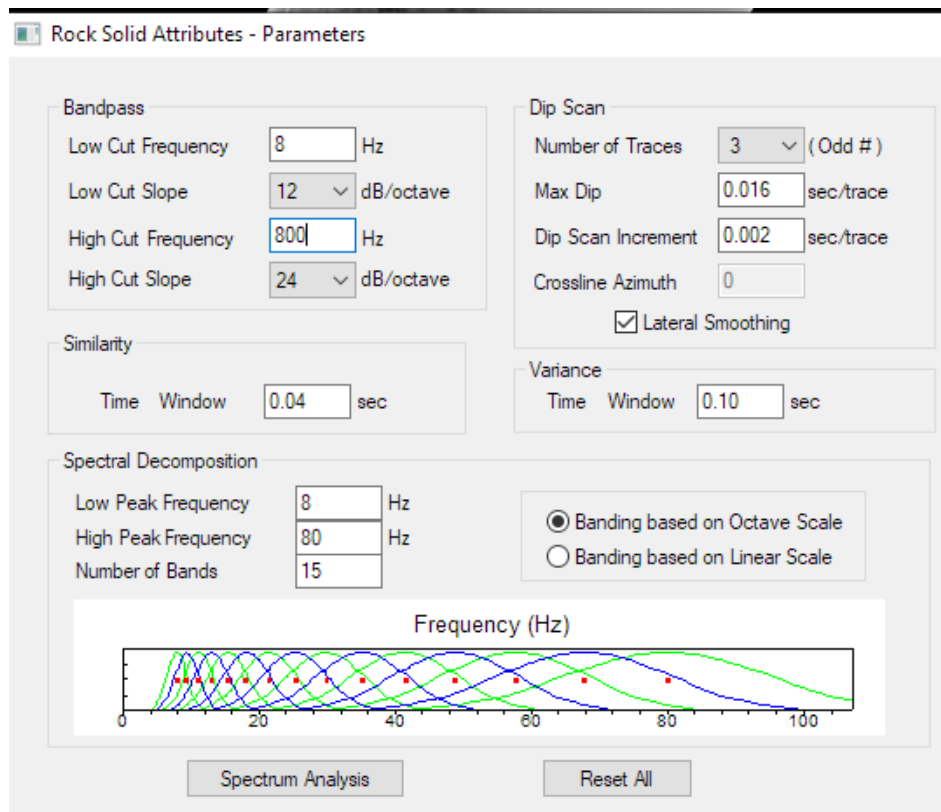 Rock Solid Attributes - Parameters
Bandpass
Low Cut Frequency 8 Hz
Low Cut Slope 12 dB/octave
High Cut Frequency 800 Hz
High Cut Slope 24 dB/octave
Dip Scan
Number of Traces 3 ( Odd # )
Max Dip 0.016 sec/trace
Dip Scan Increment 0.002 sec/trace
Crossline Azimuth 0
Lateral Smoothing
Similarity
Time Window 0.04 sec
Variance
Time Window 0.10 sec
Spectral Decomposition
Low Peak Frequency 8 Hz
High Peak Frequency 80 Hz
Number of Bands 15
Banding based on Octave Scale
Banding based on Linear Scale
Frequency (Hz)
0 20 40 60 80 100
Spectrum Analysis
Reset All